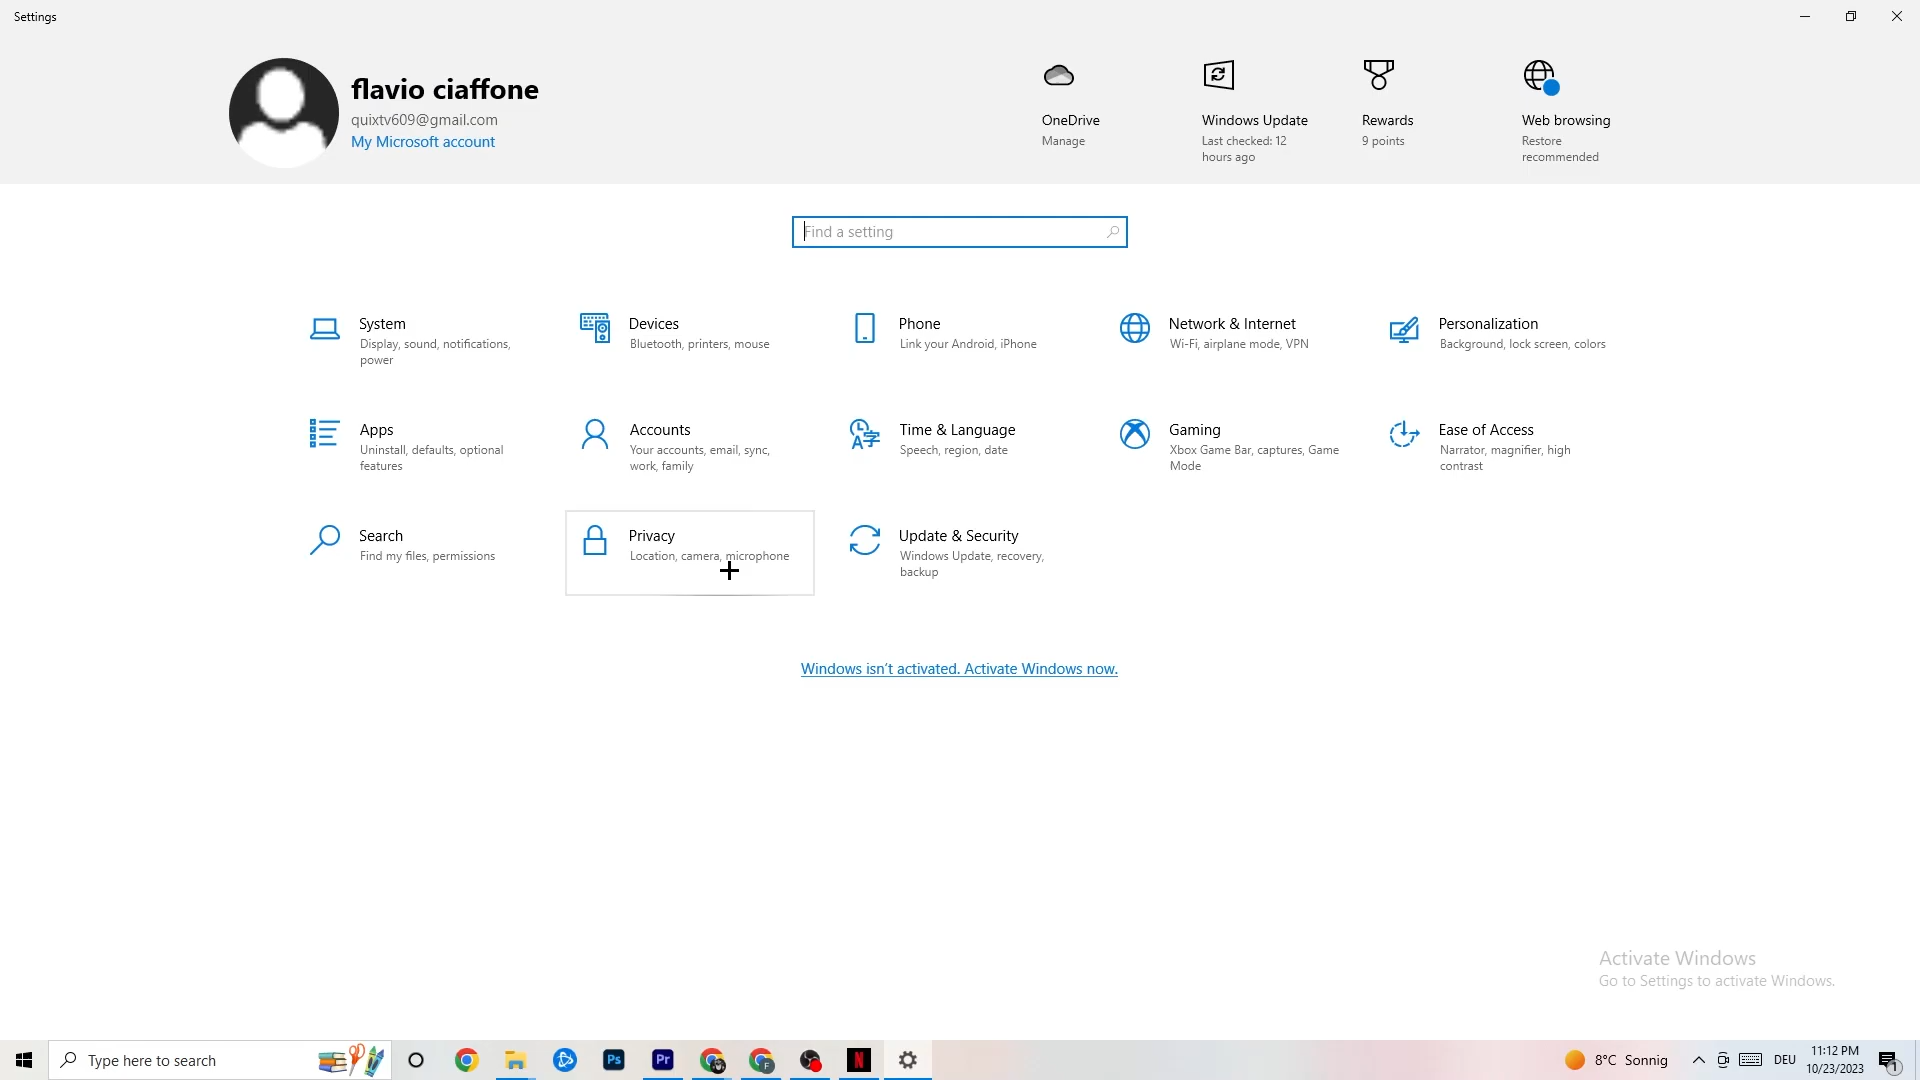 Settings
flavio ciaffone
quixtv609@gmail.com
My Microsoft account
OneDrive
Manage
Windows Update
Last checked: 12
hours ago
Rewards
9 points
Web browsing
Restore
recommended
Find a setting
System
Display, sound, notifications,
power
Devices
Bluetooth, printers, mouse
Phone
Link your Android, iPhone
Network & Internet
Wi-Fi, airplane mode, VPN
Personalization
Background, lock screen, colors
Apps
Uninstall, defaults, optional
features
Accounts
Your accounts, email, sync,
work, family
Time & Language
Speech, region, date
Gaming
Xbox Game Bar, captures, Game
Mode
Ease of Access
Narrator, magnifier, high
contrast
Search
Find my files, permissions
Privacy
Location, camera, microphone
Update & Security
Windows Update, recovery,
backup
Windows isn't activated. Activate Windows now.
Activate Windows
Go to Settings to activate Windows.
Type here to search
Ps
Pr
F
N
8°C Sonnig
DEU
11:12 PM
10/23/2023
1